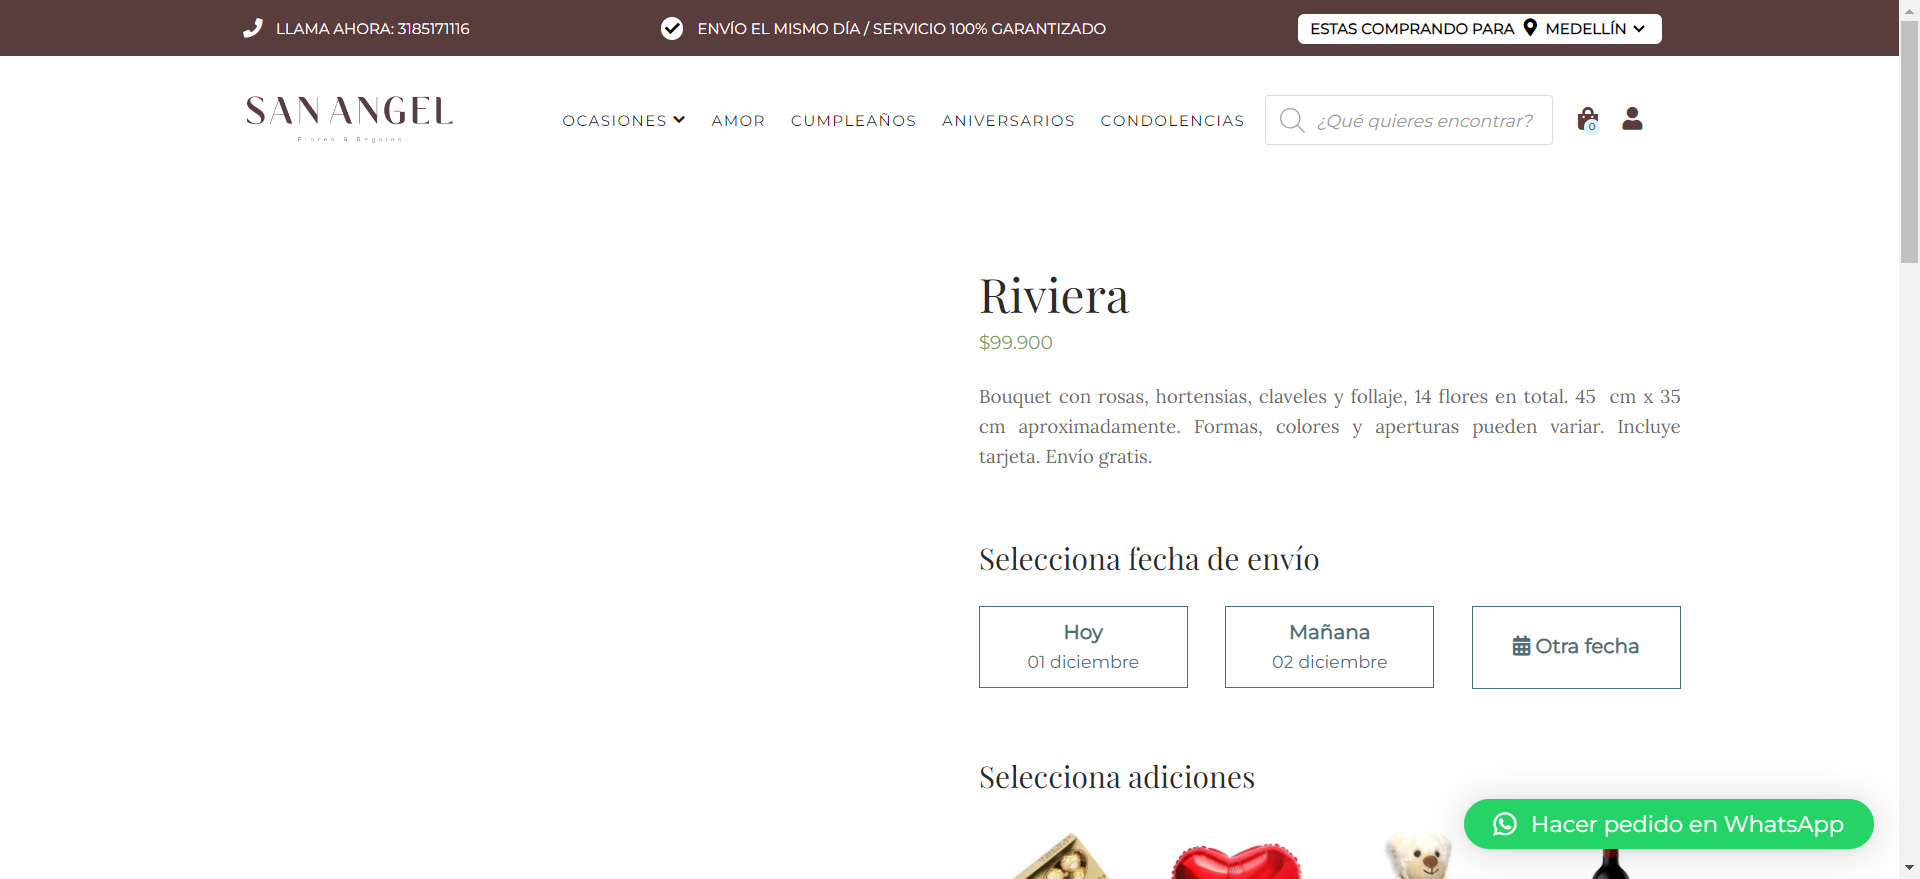 LLAMA AHORA: 3185171116
ENVÍO EL MISMO DÍA / SERVICIO 100% GARANTIZADO
ESTAS COMPRANDO PARA MEDELLÍN
SAN ANGEL
Flores & Regalos
OCASIONES AMOR CUMPLEAÑOS ANIVERSARIOS CONDOLENCIAS
¿Qué quieres encontrar?
0
Riviera
$99.900
Bouquet con rosas, hortensias, claveles y follaje, 14 flores en total. 45 cm x 35
cm aproximadamente. Formas, colores y aperturas pueden variar. Incluye
tarjeta. Envío gratis.
Selecciona fecha de envío
Hoy
01 diciembre
Mañana
02 diciembre
Otra fecha
Selecciona adiciones
Hacer pedido en WhatsApp